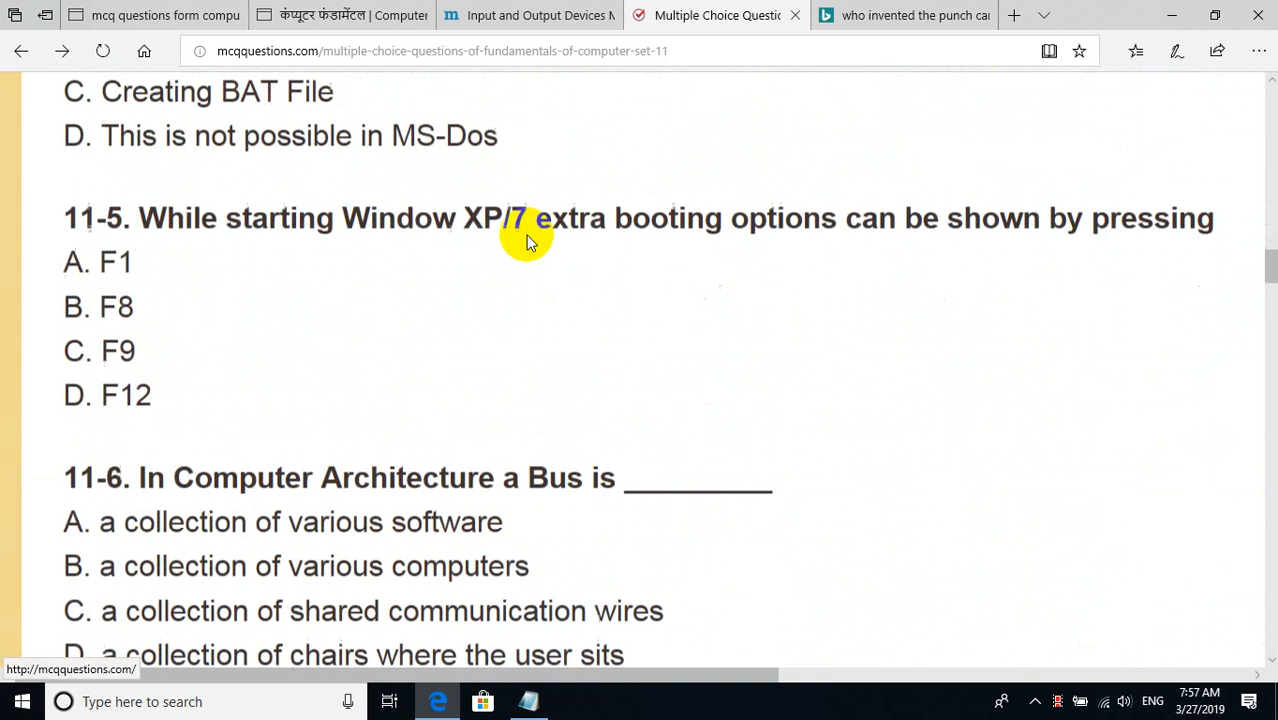 mcq questions form compu
कंप्यूटर फंडामेंटल | Computer
Input and Output Devices M
Multiple Choice Questic
who invented the punch car
mcqquestions.com/multiple-choice-questions-of-fundamentals-of-computer-set-11
C. Creating BAT File
D. This is not possible in MS-Dos
11-5. While starting Window XP/7 extra booting options can be shown by pressing
A. F1
B. F8
C. F9
D. F12
11-6. In Computer Architecture a Bus is __________
A. a collection of various software
B. a collection of various computers
C. a collection of shared communication wires
D. a collection of chairs where the user sits
http://mcqquestions.com/
Type here to search
ENG
7:57 AM
3/27/2019